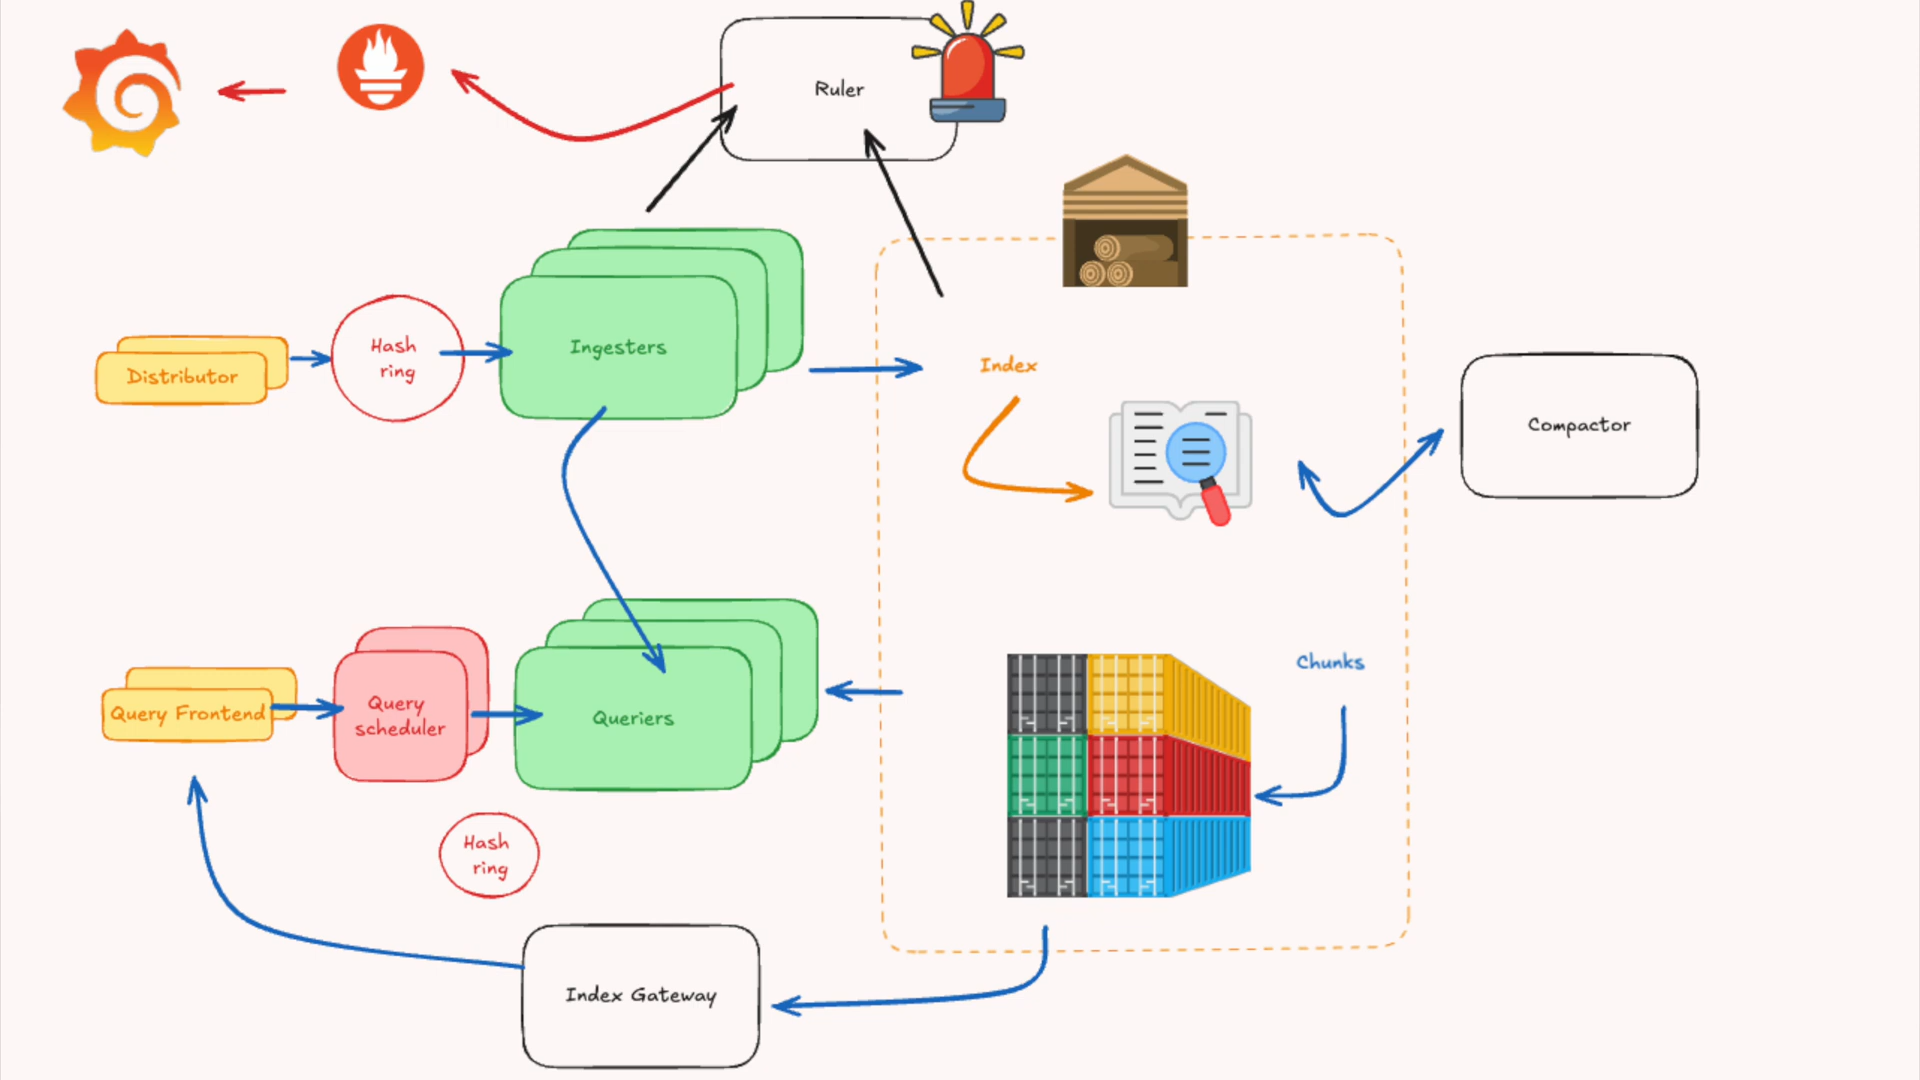 Ruler
Hash
ring
Ingesters
Distributor
Index
Compactor
Chunks
Query Frontend
Query
scheduler
Queriers
Hash
ring
Index Gateway